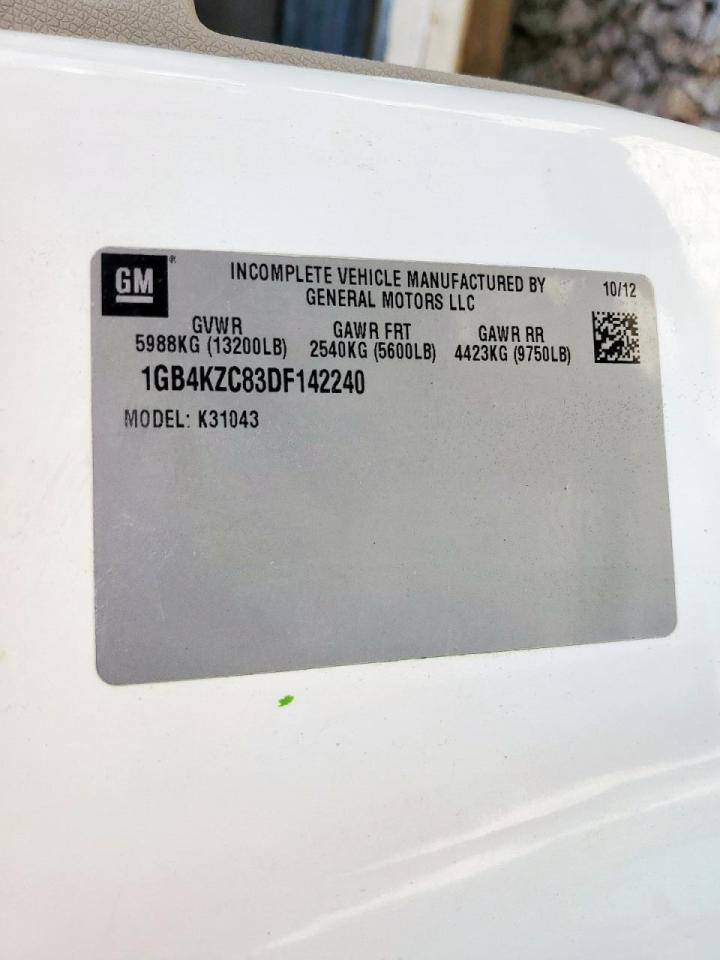 GM ®
INCOMPLETE VEHICLE MANUFACTURED BY
GENERAL MOTORS LLC
10/12
GVWR GAWR FRT GAWR RR
5988KG (13200LB) 2540KG (5600LB) 4423KG (9750LB)
1GB4KZC83DF142240
MODEL: K31043